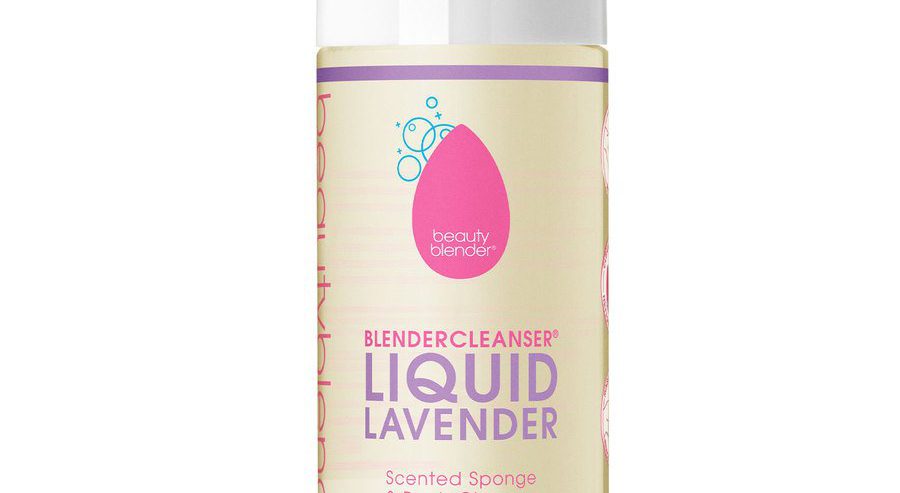 beauty
blender®
BLENDERCLEANSER®
LIQUID
LAVENDER
Scented Sponge